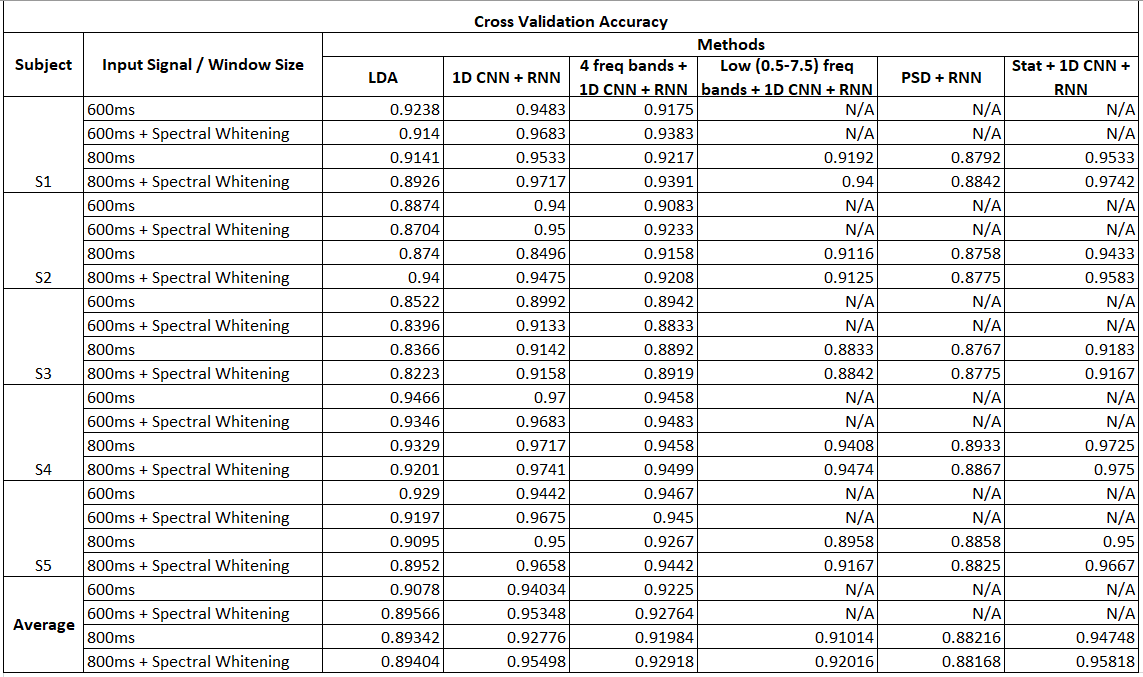 Cross Validation Accuracy
Subject Input Signal / Window Size Methods
LDA 1D CNN + RNN 4 freq bands + 1D CNN + RNN Low (0.5-7.5) freq bands + 1D CNN + RNN PSD + RNN Stat + 1D CNN + RNN
S1 600ms 0.9238 0.9483 0.9175 N/A N/A N/A
600ms + Spectral Whitening 0.914 0.9683 0.9383 N/A N/A N/A
800ms 0.9141 0.9533 0.9217 0.9192 0.8792 0.9533
800ms + Spectral Whitening 0.8926 0.9717 0.9391 0.94 0.8842 0.9742
S2 600ms 0.8874 0.94 0.9083 N/A N/A N/A
600ms + Spectral Whitening 0.8704 0.95 0.9233 N/A N/A N/A
800ms 0.874 0.8496 0.9158 0.9116 0.8758 0.9433
800ms + Spectral Whitening 0.94 0.9475 0.9208 0.9125 0.8775 0.9583
S3 600ms 0.8522 0.8992 0.8942 N/A N/A N/A
600ms + Spectral Whitening 0.8396 0.9133 0.8833 N/A N/A N/A
800ms 0.8366 0.9142 0.8892 0.8833 0.8767 0.9183
800ms + Spectral Whitening 0.8223 0.9158 0.8919 0.8842 0.8775 0.9167
S4 600ms 0.9466 0.97 0.9458 N/A N/A N/A
600ms + Spectral Whitening 0.9346 0.9683 0.9483 N/A N/A N/A
800ms 0.9329 0.9717 0.9458 0.9408 0.8933 0.9725
800ms + Spectral Whitening 0.9201 0.9741 0.9499 0.9474 0.8867 0.975
S5 600ms 0.929 0.9442 0.9467 N/A N/A N/A
600ms + Spectral Whitening 0.9197 0.9675 0.945 N/A N/A N/A
800ms 0.9095 0.95 0.9267 0.8958 0.8858 0.95
800ms + Spectral Whitening 0.8952 0.9658 0.9442 0.9167 0.8825 0.9667
Average 600ms 0.9078 0.94034 0.9225 N/A N/A N/A
600ms + Spectral Whitening 0.89566 0.95348 0.92764 N/A N/A N/A
800ms 0.89342 0.92776 0.91984 0.91014 0.88216 0.94748
800ms + Spectral Whitening 0.89404 0.95498 0.92918 0.92016 0.88168 0.95818